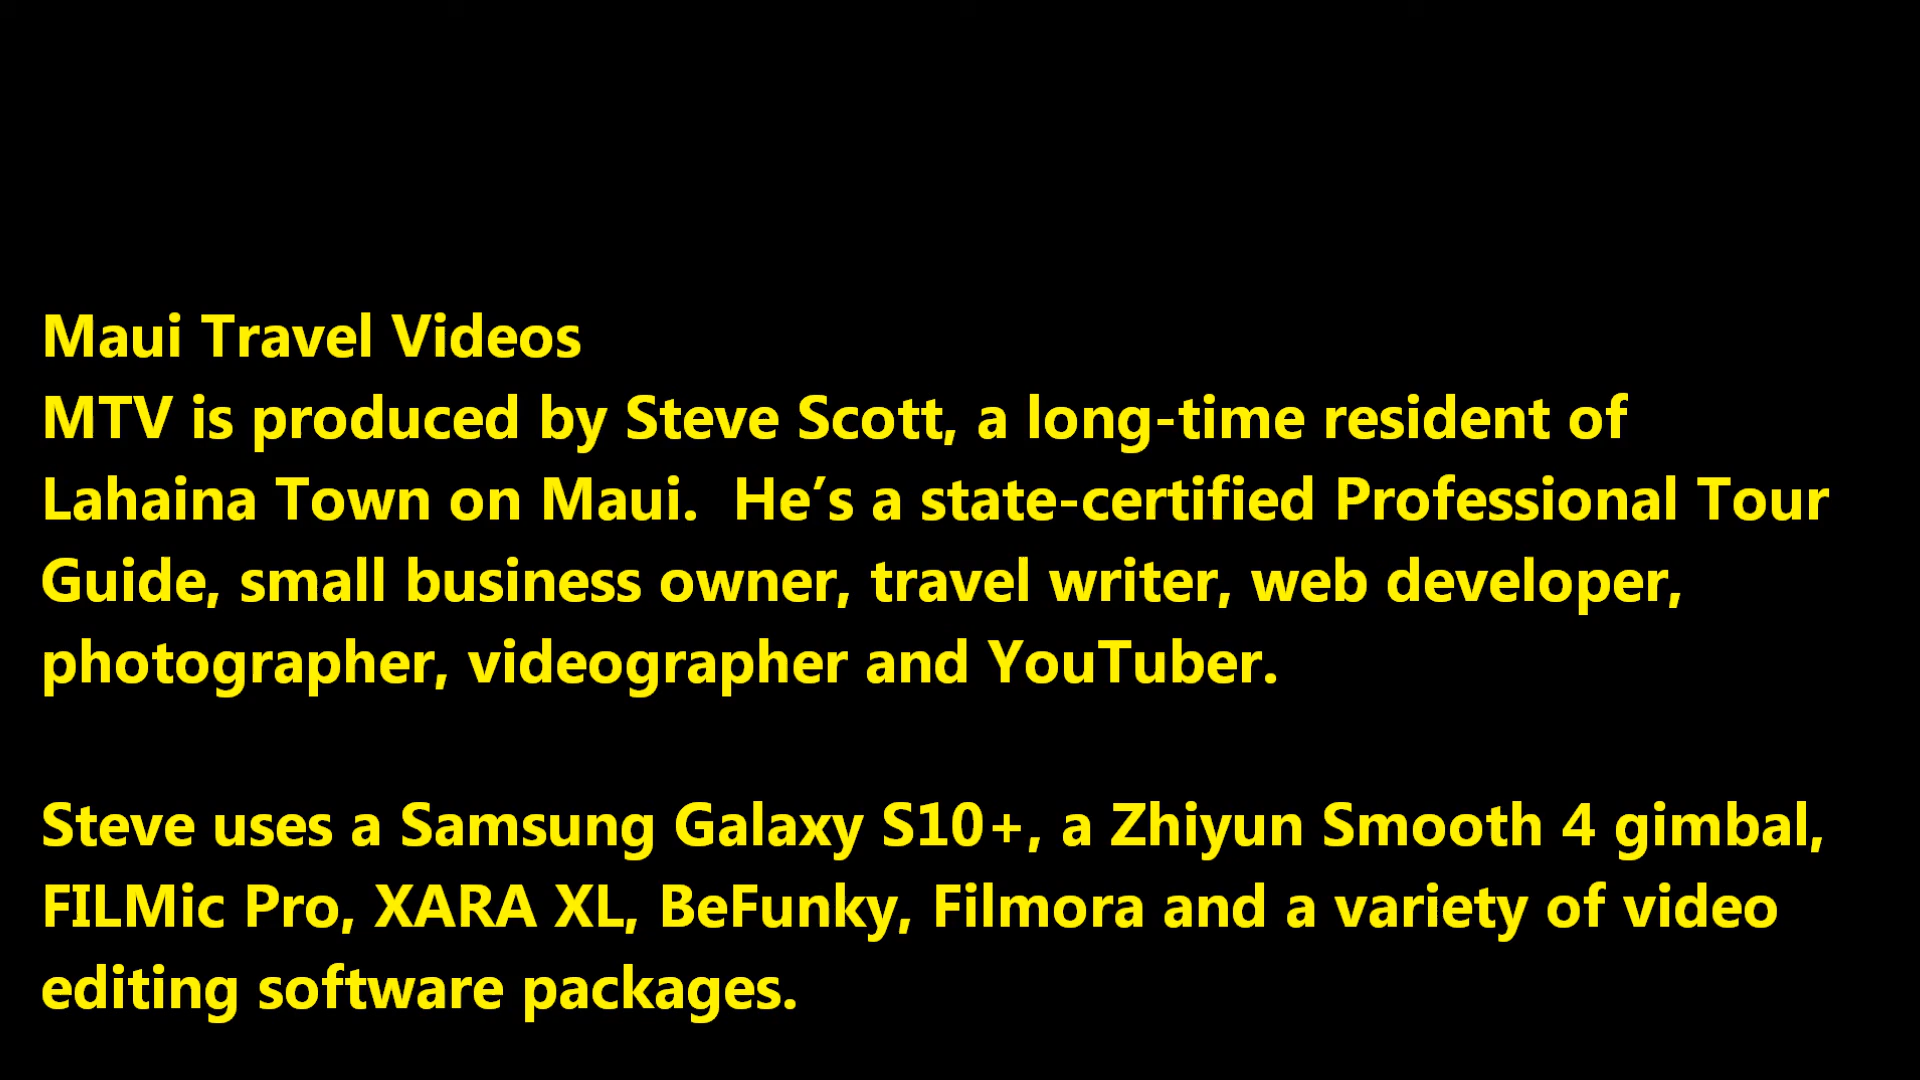 Maui Travel Videos
MTV is produced by Steve Scott, a long-time resident of
Lahaina Town on Maui.  He’s a state-certified Professional Tour
Guide, small business owner, travel writer, web developer,
photographer, videographer and YouTuber.
Steve uses a Samsung Galaxy S10+, a Zhiyun Smooth 4 gimbal,
FILMic Pro, XARA XL, BeFunky, Filmora and a variety of video
editing software packages.